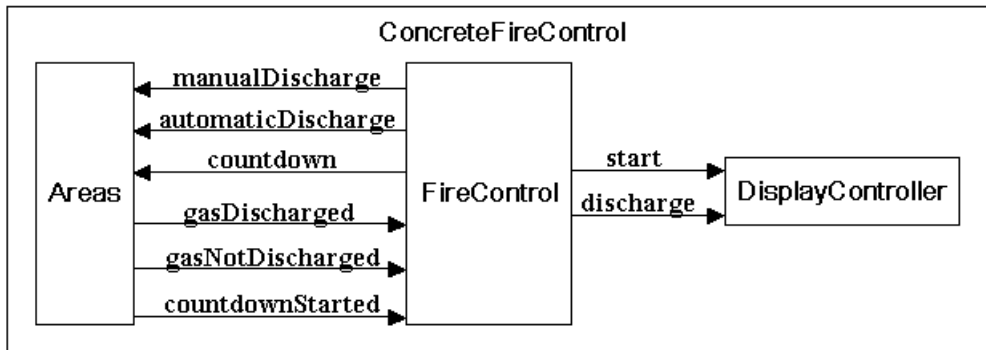 ConcreteFireControl
manualDischarge
automaticDischarge
countdown
start
Areas
FireControl
DisplayController
gasDischarged
discharge
gasNotDischarged
countdownStarted